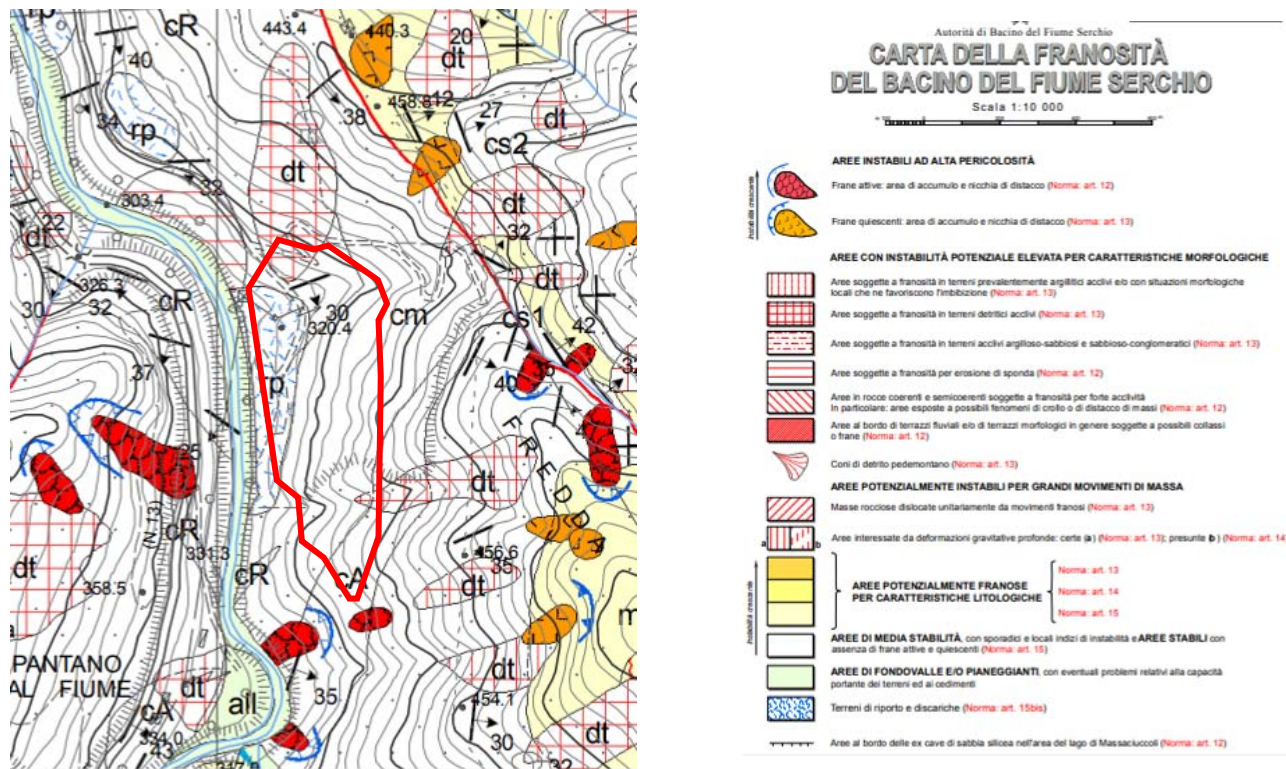 cR
443.4
440.3
20
dt
rp
40
34
rp
38
458.8
12
27
cs2
dt
dt
32
303.4
22
dt
dt
32
326.3
30
32
cR
30
320.4
cm
cs1
42
dt
37
rp
40
35
F R E D D A
25
(N.13)
cR
331.3
dt
358.5
cR
cA
dt
456.6
35
m
PANTANO
AL FIUME
dt
cA
334.0
43
all
35
dt
454.1
30
32
dt
317.9
Autorità di Bacino del Fiume Serchio
CARTA DELLA FRANOSITÀ
DEL BACINO DEL FIUME SERCHIO
Scala 1:10 000
Instabilità crescente
AREE INSTABILI AD ALTA PERICOLOSITÀ
Frane attive: area di accumulo e nicchia di distacco (Norma: art. 12)
Frane quiescenti: area di accumulo e nicchia di distacco (Norma: art. 13)
AREE CON INSTABILITÀ POTENZIALE ELEVATA PER CARATTERISTICHE MORFOLOGICHE
Aree soggette a franosità in terreni prevalentemente argillitici acclivi e/o con situazioni morfologiche
locali che ne favoriscono l'imbibizione (Norma: art. 13)
Aree soggette a franosità in terreni detritici acclivi (Norma: art. 13)
Aree soggette a franosità in terreni acclivi argilloso-sabbiosi e sabbioso-conglomeratici (Norma: art. 13)
Aree soggette a franosità per erosione di sponda (Norma: art. 12)
Aree in rocce coerenti e semicoerenti soggette a franosità per forte acclività
In particolare: aree esposte a possibili fenomeni di crollo o di distacco di massi (Norma: art. 12)
Aree al bordo di terrazzi fluviali e/o di terrazzi morfologici in genere soggette a possibili collassi
o frane (Norma: art. 12)
Coni di detrito pedemontano (Norma: art. 13)
AREE POTENZIALMENTE INSTABILI PER GRANDI MOVIMENTI DI MASSA
Masse rocciose dislocate unitariamente da movimenti franosi (Norma: art. 13)
a b Aree interessate da deformazioni gravitative profonde: certe (a) (Norma: art. 13); presunte b) (Norma: art. 14
Instabilità crescente
AREE POTENZIALMENTE FRANOSE
PER CARATTERISTICHE LITOLOGICHE
Norma: art. 13
Norma: art. 14
Norma: art. 15
AREE DI MEDIA STABILITÀ, con sporadici e locali indizi di instabilità e AREE STABILI con
assenza di frane attive e quiescenti (Norma: art. 15)
AREE DI FONDOVALLE E/O PIANEGGIANTI, con eventuali problemi relativi alla capacità
portante dei terreni ed ai cedimenti
Terreni di riporto e discariche (Norma: art. 15bis)
Aree al bordo delle ex cave di sabbia silicea nell'area del lago di Massaciuccoli (Norma: art. 12)